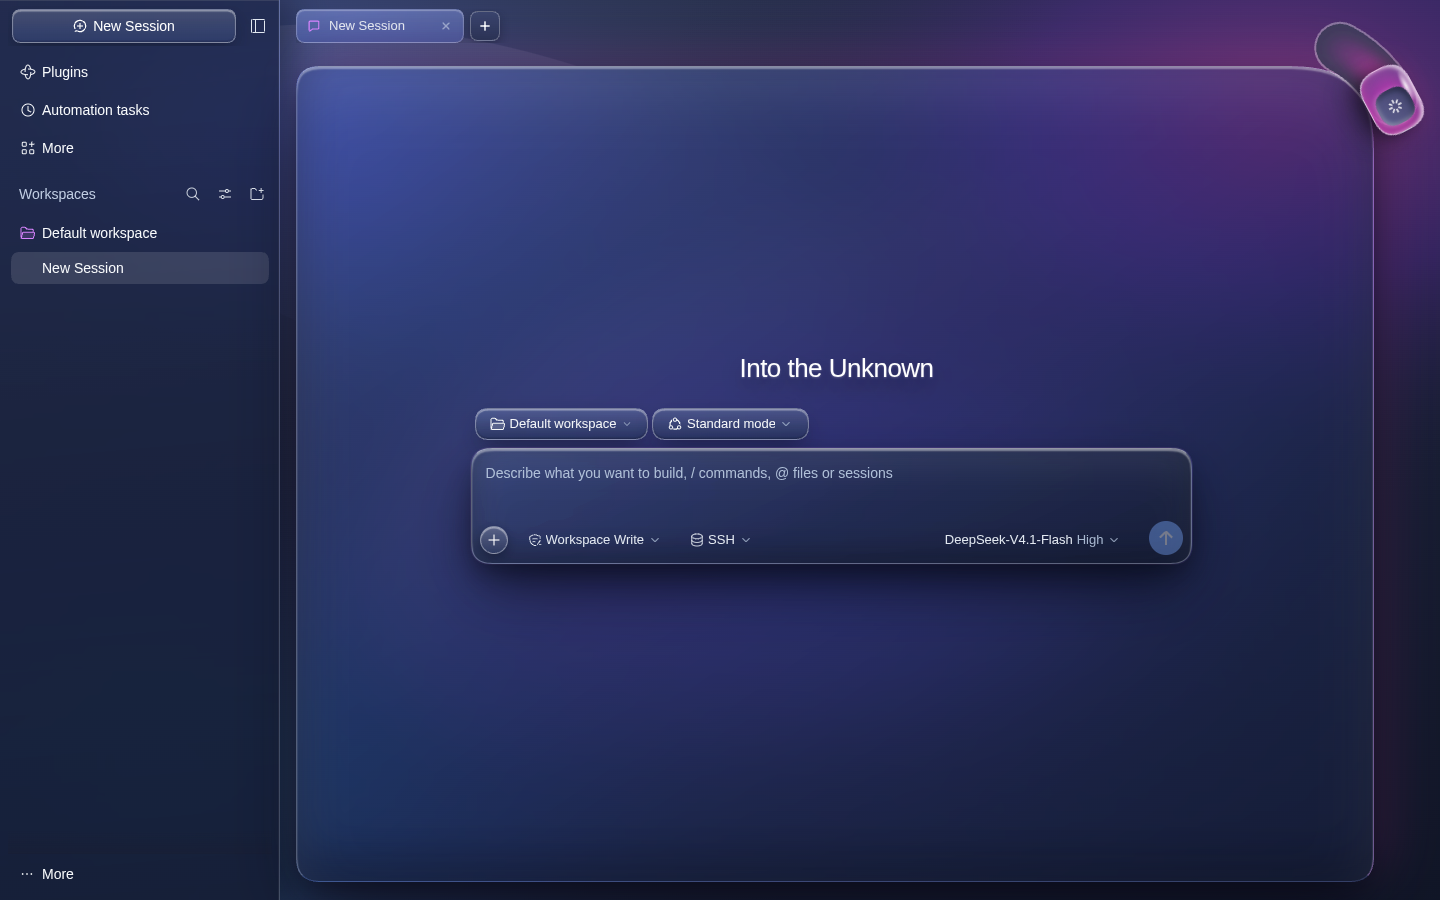 New Session
Plugins
Automation tasks
More
Workspaces
Default workspace
New Session
More
New Session
Into the Unknown
Default workspace
Standard mode
Describe what you want to build, / commands, @ files or sessions
Workspace Write
SSH
DeepSeek-V4.1-Flash High